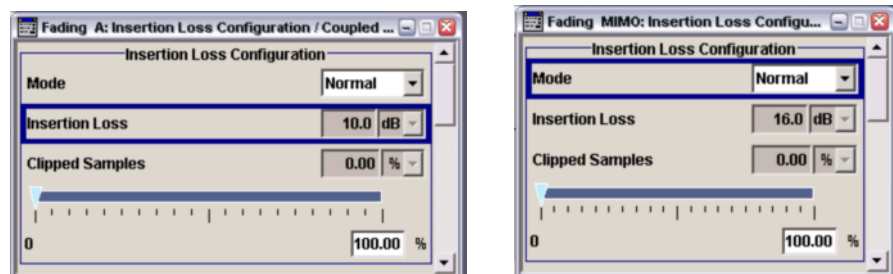 Fading A: Insertion Loss Configuration / Coupled ...
Insertion Loss Configuration
Mode Normal
Insertion Loss 10.0 dB
Clipped Samples 0.00 %
0 100.00 %
Fading MIMO: Insertion Loss Configu...
Insertion Loss Configuration
Mode Normal
Insertion Loss 16.0 dB
Clipped Samples 0.00 %
0 100.00 %